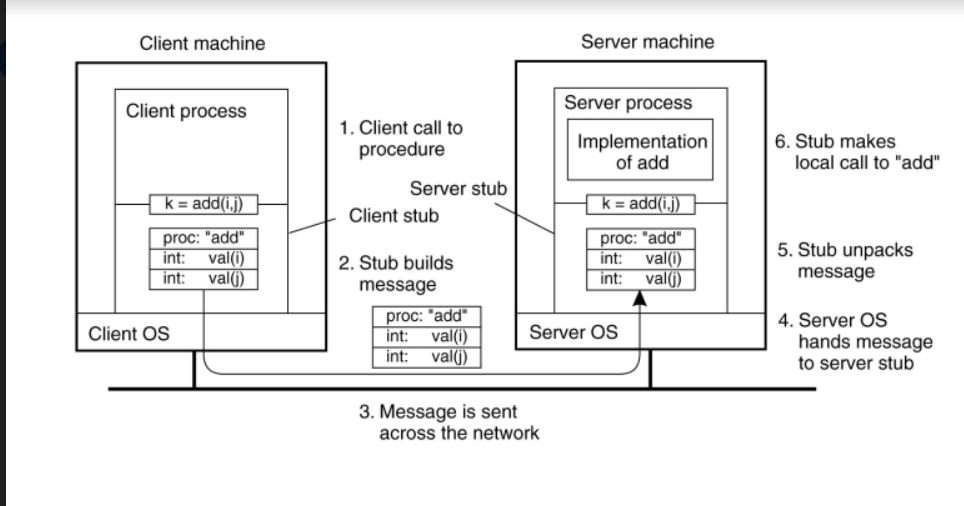 Client machine
Server machine
Client process
Server process
Implementation
of add
1. Client call to
procedure
6. Stub makes
local call to "add"
Server stub
k = add(i,j)
k = add(i,j)
Client stub
proc: "add"
int: val(i)
int: val(j)
proc: "add"
int: val(i)
int: val(j)
2. Stub builds
message
5. Stub unpacks
message
proc: "add"
int: val(i)
int: val(j)
Client OS
Server OS
4. Server OS
hands message
to server stub
3. Message is sent
across the network